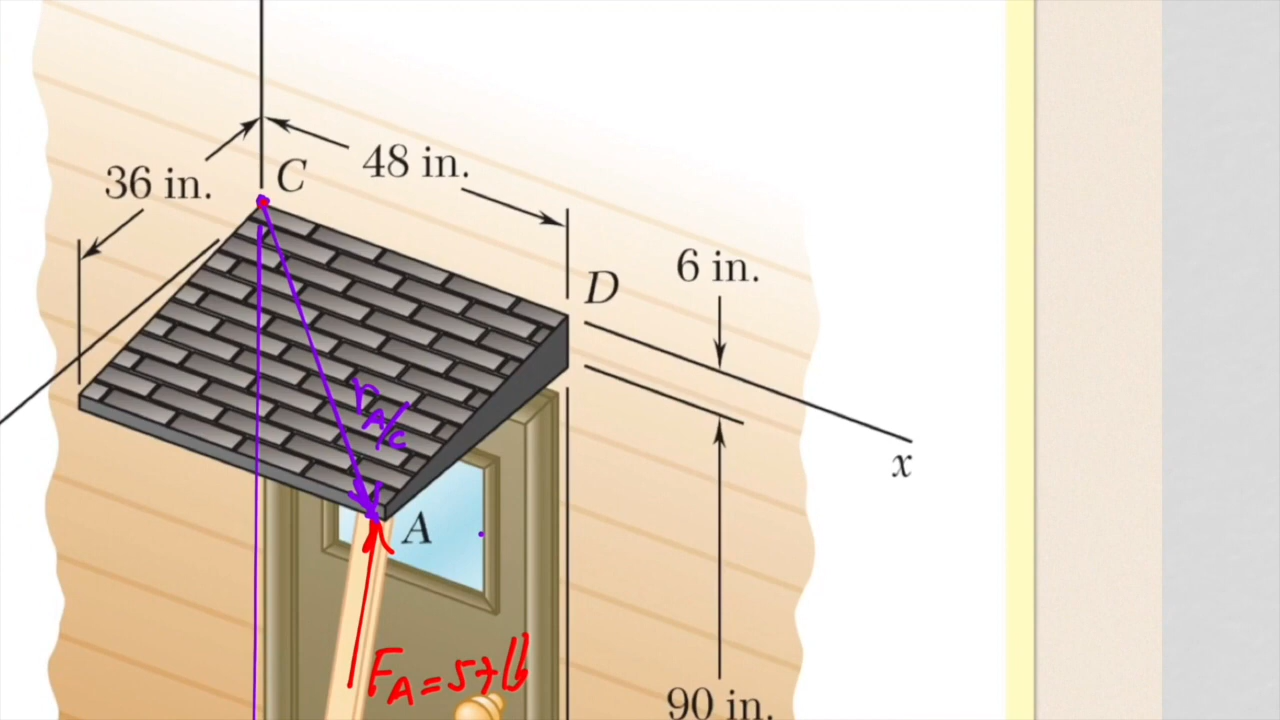 C
48 in.
36 in.
D
6 in.
x
r A/C
A
F A = 57 lb
90 in.